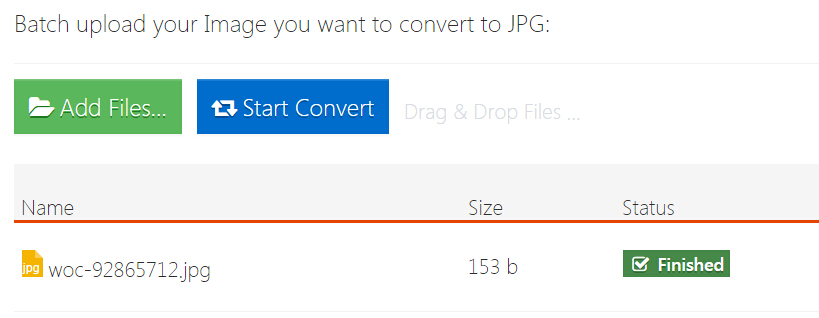 Batch upload your Image you want to convert to JPG:
Add Files... Start Convert Drag & Drop Files ...
Name Size Status
jpg woc-92865712.jpg 153 b Finished